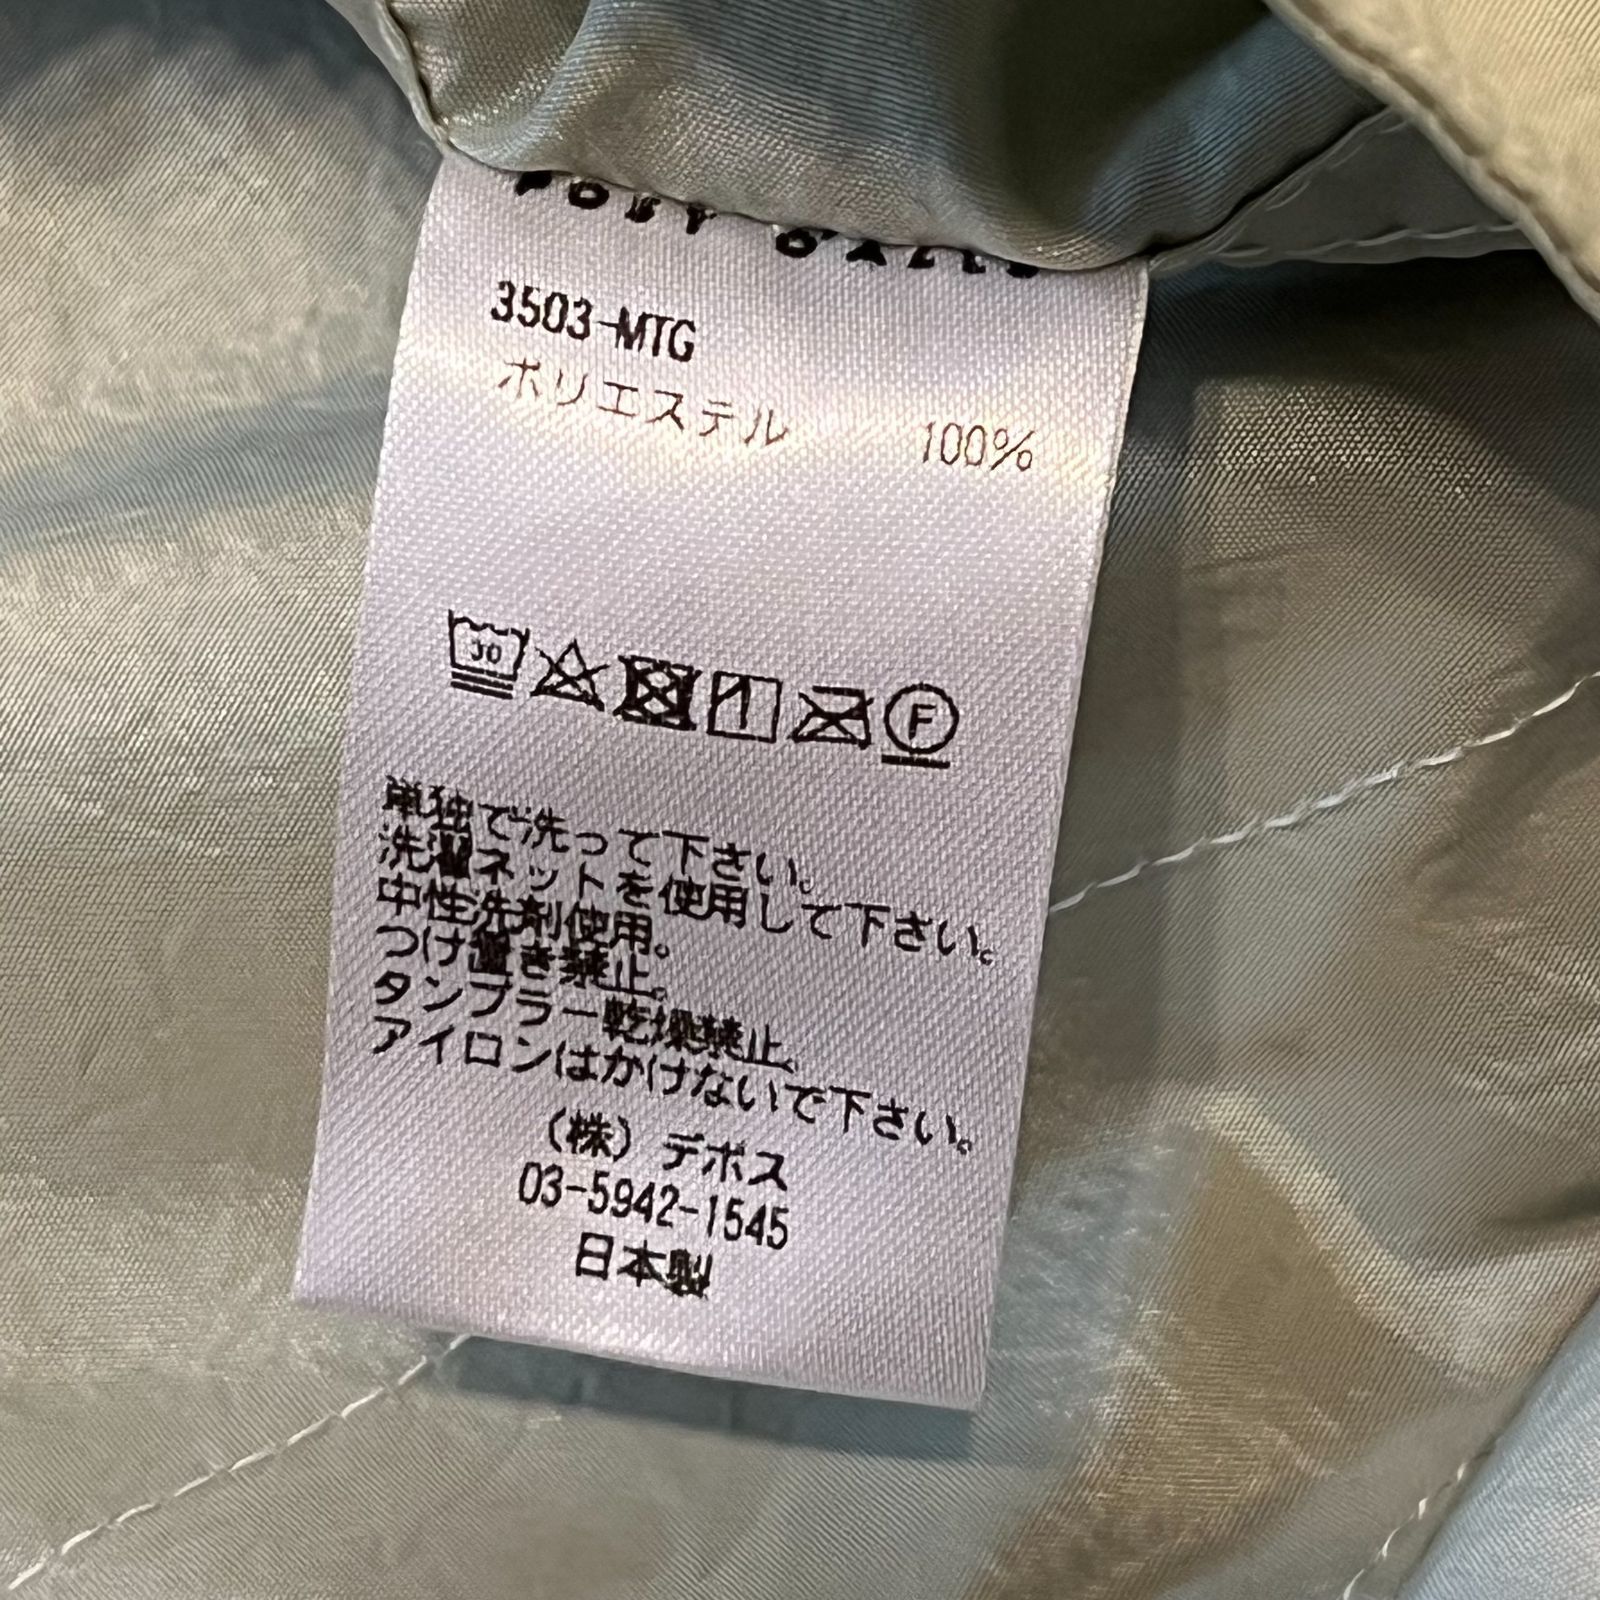 3503-MTG
ポリエステル 100%
30
F
単独で洗って下さい。
洗濯ネットを使用して下さい。
中性洗剤使用。
つけ置き禁止。
タンブラー乾燥禁止。
アイロンはかけないで下さい。
(株) デポス
03-5942-1545
日本製